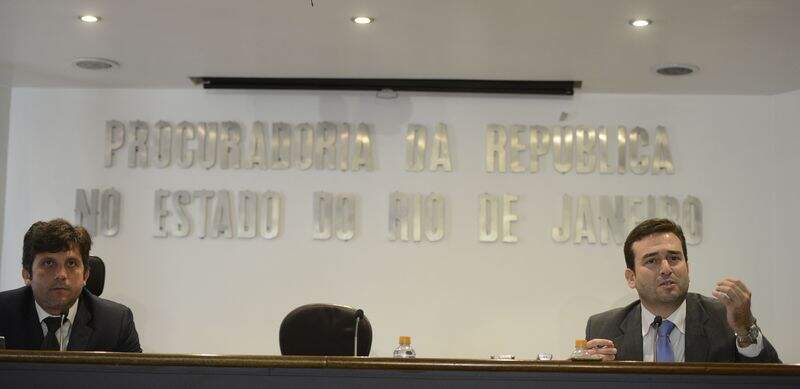 PROCURADORIA DA REPÚBLICA
NO ESTADO DO RIO DE JANEIRO